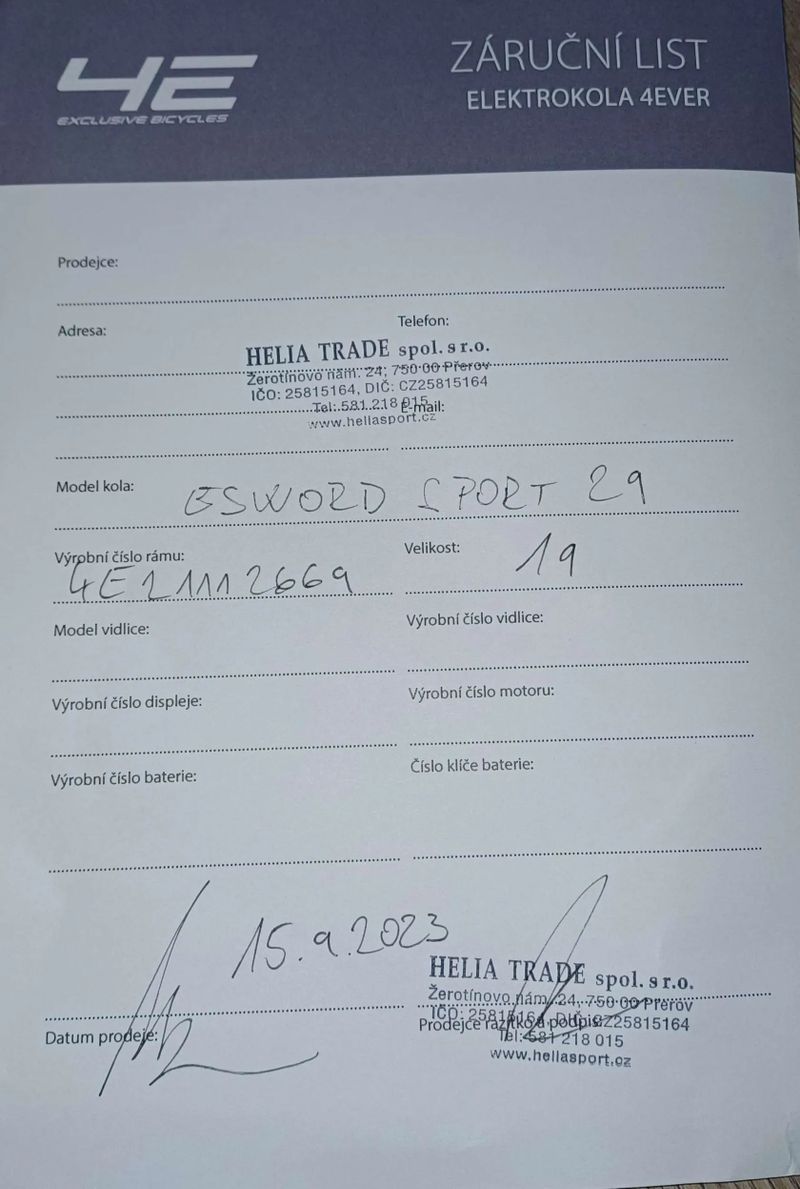 4E
EXCLUSIVE BICYCLES
ZÁRUČNÍ LIST
ELEKTROKOLA 4EVER
Prodejce:
Adresa:
Telefon:
HELIA TRADE spol. s r.o.
Žerotínovo nám. 24, 750 00 Přerov
IČO: 25815164, DIČ: CZ25815164
Tel: 581 218 015
E-mail:
www.heliasport.cz
Model kola: ESWORD SPORT 29
Výrobní číslo rámu: 4E21112669
Velikost: 19
Model vidlice:
Výrobní číslo vidlice:
Výrobní číslo displeje:
Výrobní číslo motoru:
Výrobní číslo baterie:
Číslo klíče baterie:
15.9.2023
HELIA TRADE spol. s r.o.
Žerotínovo nám. 24, 750 00 Přerov
IČO: 25815164, DIČ: CZ25815164
Datum prodeje:
Prodejce razítko a podpis:
Tel: 581 218 015
www.heliasport.cz